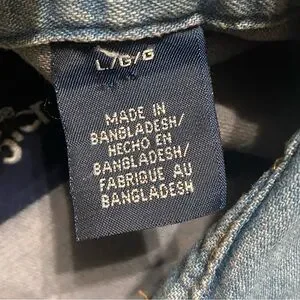 L/G/G
MADE IN
BANGLADESH/
HECHO EN
BANGLADESH/
FABRIQUE AU
BANGLADESH